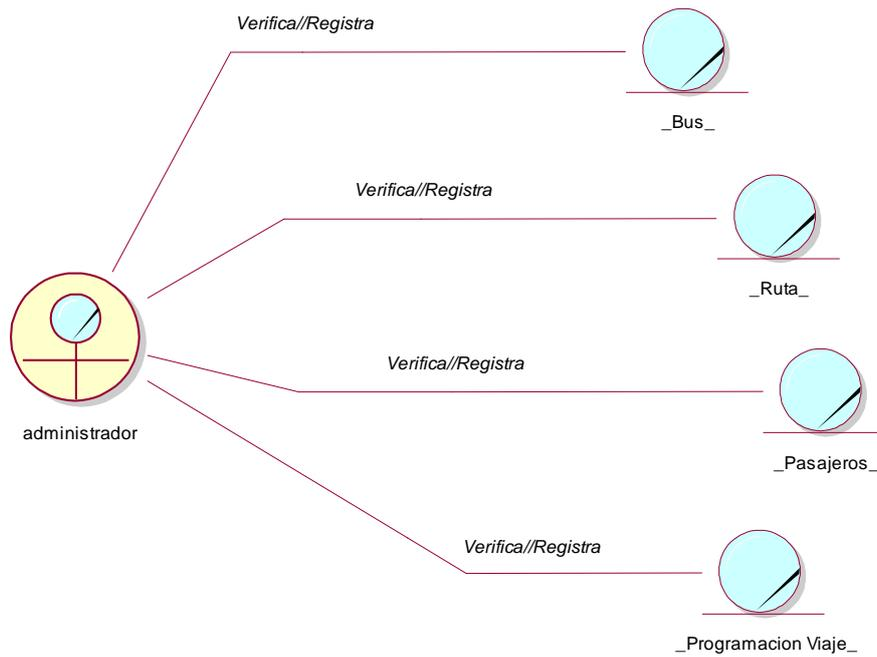 Verifica//Registra
_Bus_
Verifica//Registra
_Ruta_
Verifica//Registra
administrador
_Pasajeros_
Verifica//Registra
_Programacion Viaje_